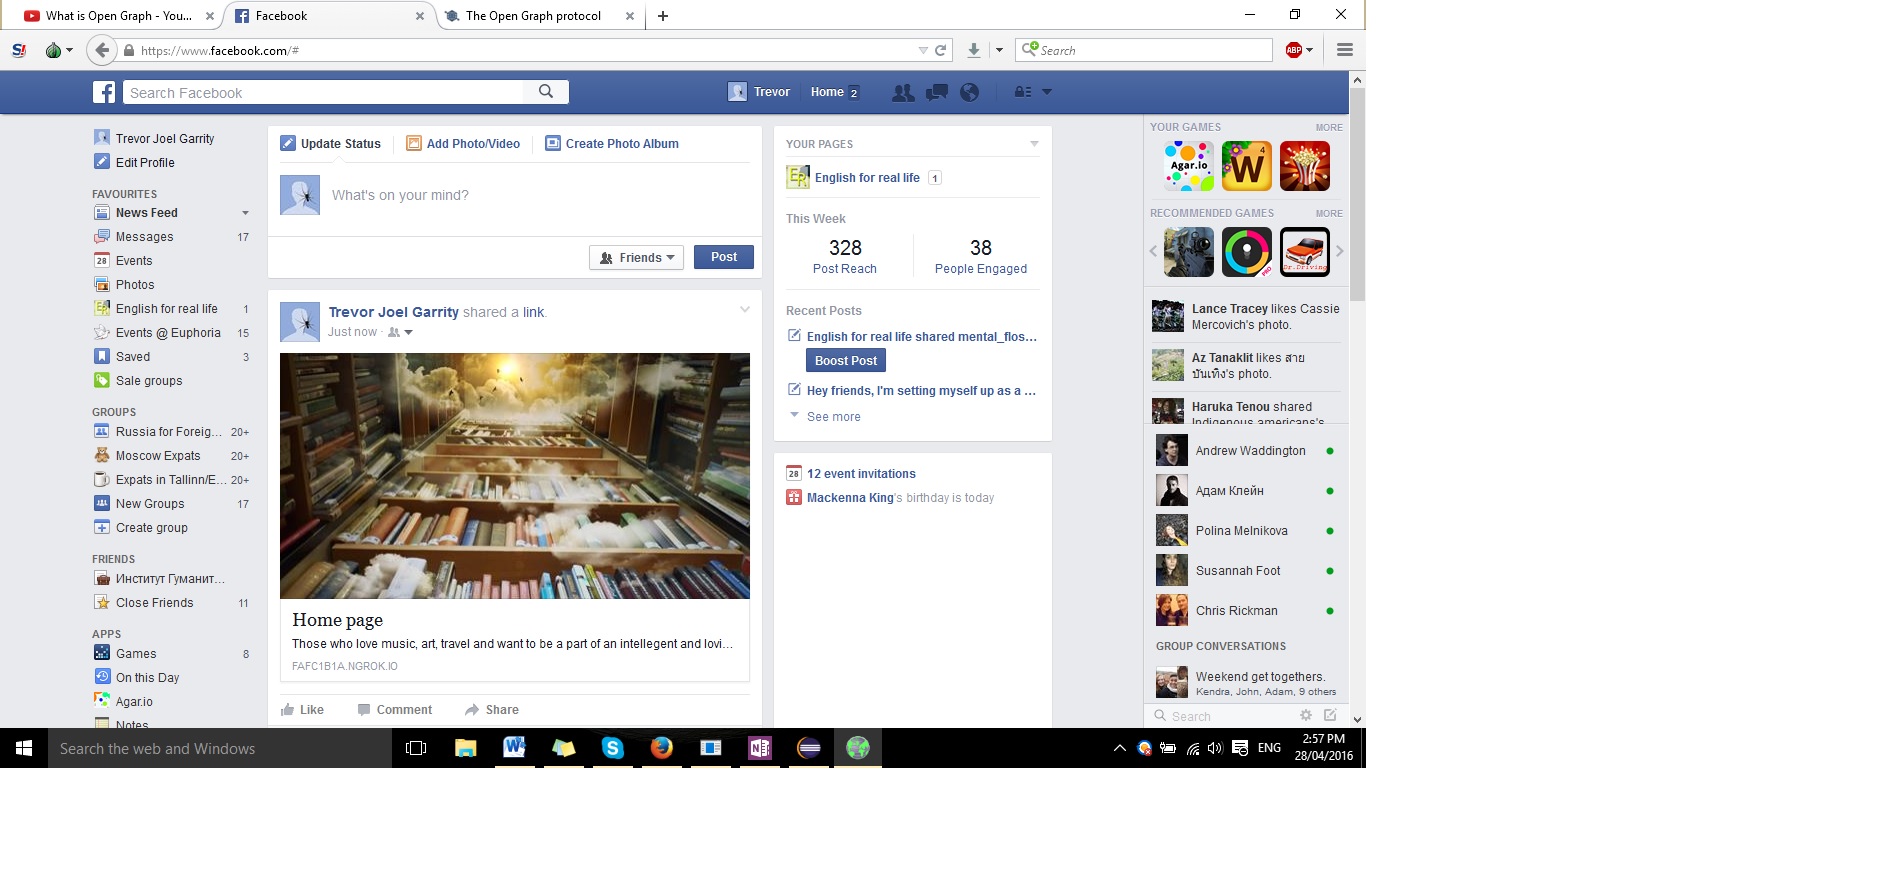 What is Open Graph - You...
Facebook
The Open Graph protocol
https://www.facebook.com/#
Search
ABP
Search Facebook
Trevor
Home 2
Trevor Joel Garrity
Edit Profile
FAVOURITES
News Feed
Messages 17
28 Events
Photos
English for real life 1
Events @ Euphoria 15
Saved 3
Sale groups
GROUPS
Russia for Foreig... 20+
Moscow Expats 20+
Expats in Tallinn/E... 20+
New Groups 17
Create group
FRIENDS
Институт Гуманит...
Close Friends 11
APPS
Games 8
On this Day
Agar.io
Notes
Update Status
Add Photo/Video
Create Photo Album
What's on your mind?
Friends
Post
Trevor Joel Garrity shared a link.
Just now ·
Home page
Those who love music, art, travel and want to be a part of an intellegent and lovi...
FAFC1B1A.NGROK.IO
Like
Comment
Share
YOUR PAGES
English for real life 1
This Week
328
Post Reach
38
People Engaged
Recent Posts
English for real life shared mental_flos...
Boost Post
Hey friends, I'm setting myself up as a ...
See more
28 12 event invitations
Mackenna King's birthday is today
YOUR GAMES MORE
Agar.io
W 4
RECOMMENDED GAMES MORE
PRO
Dr.Driving
Lance Tracey likes Cassie
Mercovich's photo.
Az Tanaklit likes สาย
บันเทิง's photo.
Haruka Tenou shared
Indigenous americans's
Andrew Waddington
Адам Клейн
Polina Melnikova
Susannah Foot
Chris Rickman
GROUP CONVERSATIONS
Weekend get togethers.
Kendra, John, Adam, 9 others
Search
Search the web and Windows
ENG
2:57 PM
28/04/2016